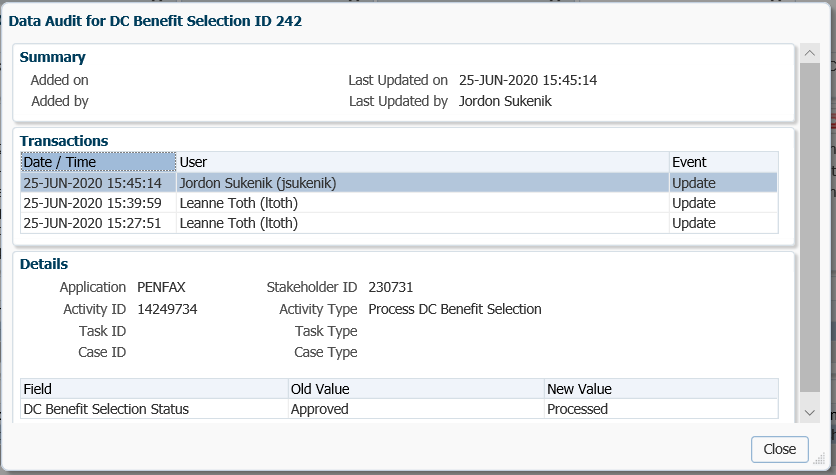 Data Audit for DC Benefit Selection ID 242
Summary
Added on Last Updated on 25-JUN-2020 15:45:14
Added by Last Updated by Jordon Sukenik
Transactions
Date / Time User Event
25-JUN-2020 15:45:14 Jordon Sukenik (jsukenik) Update
25-JUN-2020 15:39:59 Leanne Toth (ltoth) Update
25-JUN-2020 15:27:51 Leanne Toth (ltoth) Update
Details
Application PENFAX Stakeholder ID 230731
Activity ID 14249734 Activity Type Process DC Benefit Selection
Task ID Task Type
Case ID Case Type
Field Old Value New Value
DC Benefit Selection Status Approved Processed
Close